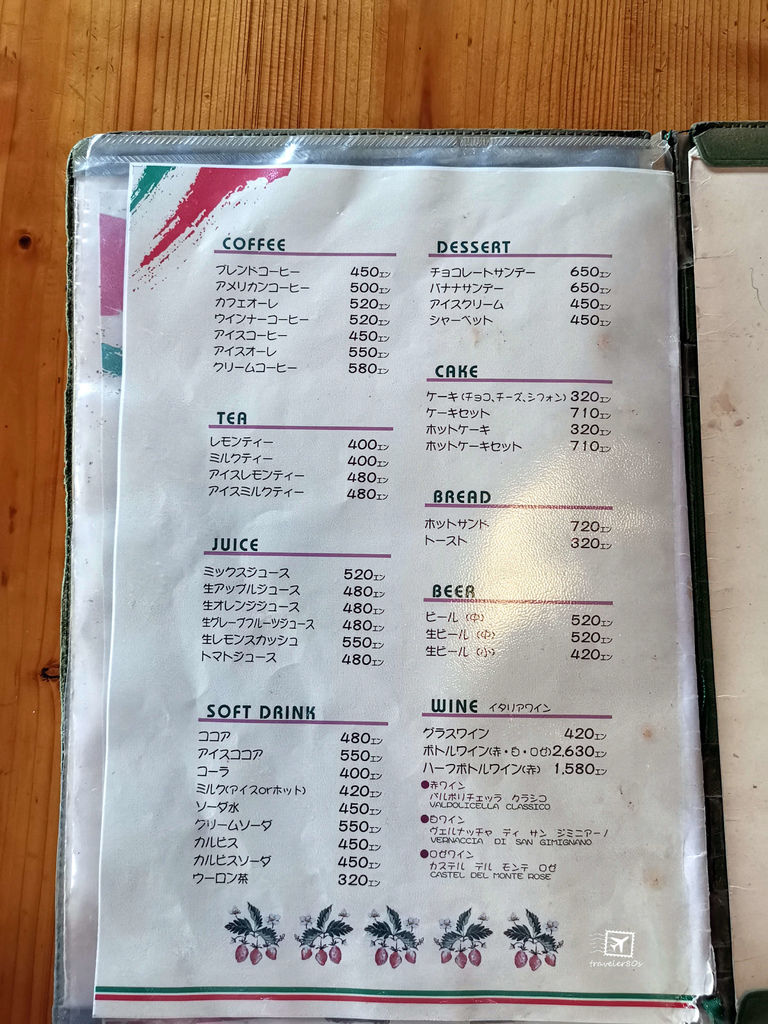 COFFEE
ブレンドコーヒー 450エン
アメリカンコーヒー 500エン
カフェオーレ 520エン
ウインナーコーヒー 520エン
アイスコーヒー 450エン
アイスオーレ 550エン
クリームコーヒー 580エン
TEA
レモンティー 400エン
ミルクティー 400エン
アイスレモンティー 480エン
アイスミルクティー 480エン
JUICE
ミックスジュース 520エン
生アップルジュース 480エン
生オレンジジュース 480エン
生グレープフルーツジュース 480エン
生レモンスカッシュ 550エン
トマトジュース 480エン
SOFT DRINK
ココア 480エン
アイスココア 550エン
コーラ 400エン
ミルク(アイスorホット) 420エン
ソーダ水 450エン
クリームソーダ 550エン
カルピス 450エン
カルピスソーダ 450エン
ウーロン茶 320エン
DESSERT
チョコレートサンデー 650エン
バナナサンデー 650エン
アイスクリーム 450エン
シャーベット 450エン
CAKE
ケーキ(チョコ、チーズ、シフォン) 320エン
ケーキセット 710エン
ホットケーキ 320エン
ホットケーキセット 710エン
BREAD
ホットサンド 720エン
トースト 320エン
BEER
ビール (中) 520エン
生ビール (中) 520エン
生ビール (小) 420エン
WINE イタリアワイン
グラスワイン 420エン
ボトルワイン(赤・白・ロゼ) 2,630エン
ハーフボトルワイン(赤) 1,580エン
●赤ワイン
バルポリチェッラ クラシコ
VALPOLICELLA CLASSICO
●白ワイン
ヴェルナッチャ ディ サン ジミニアーノ
VERNACCIA DI SAN GIMIGNANO
●ロゼワイン
カステル デル モンテ ロゼ
CASTEL DEL MONTE ROSE
traveler80s